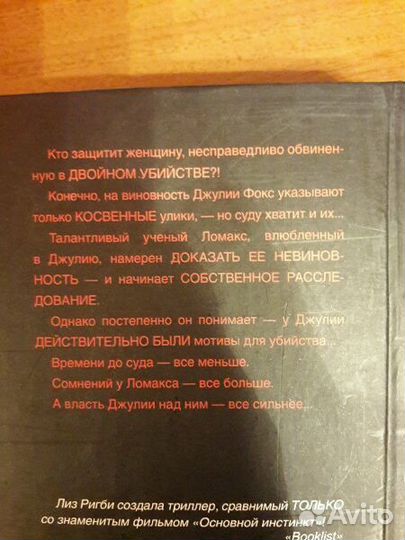 Кто защитит женщину, несправедливо обвинен-
ную в ДВОЙНОМ УБИЙСТВЕ?!
Конечно, на виновность Джулии Фокс указывают
только КОСВЕННЫЕ улики, — но суду хватит и их...
Талантливый ученый Ломакс, влюбленный
в Джулию, намерен ДОКАЗАТЬ ЕЕ НЕВИНОВ-
НОСТЬ — и начинает СОБСТВЕННОЕ РАССЛЕ-
ДОВАНИЕ.
Однако постепенно он понимает — у Джулии
ДЕЙСТВИТЕЛЬНО БЫЛИ мотивы для убийства...
Времени до суда — все меньше.
Сомнений у Ломакса — все больше.
А власть Джулии над ним — все сильнее...
Лиз Ригби создала триллер, сравнимый ТОЛЬКО
со знаменитым фильмом «Основной инстинкт»!
«Booklist»
Avito